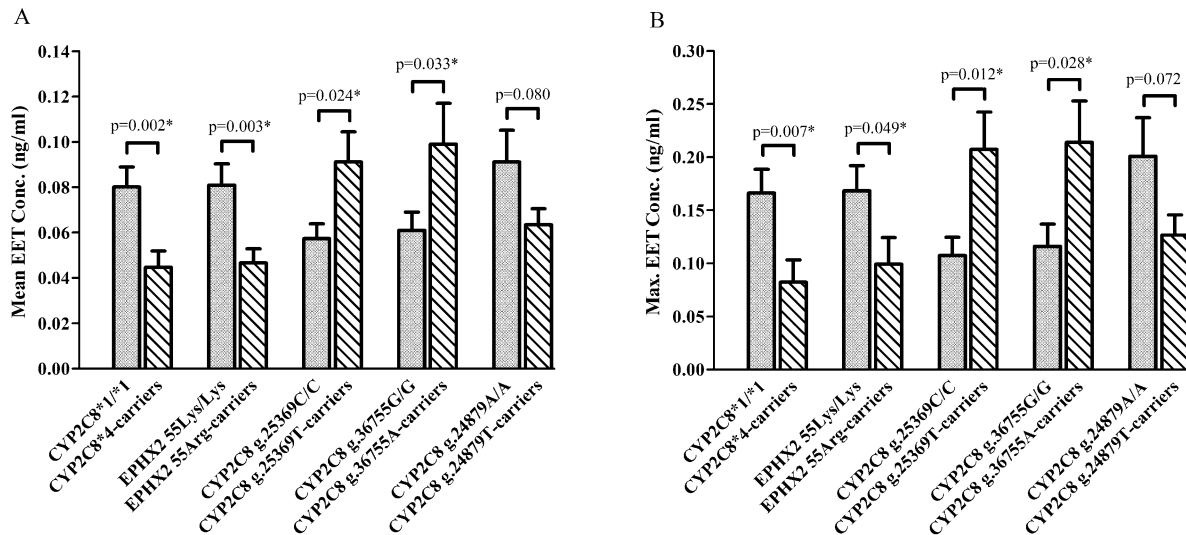 A
Mean EET Conc. (ng/ml)
0.14
0.12
0.10
0.08
0.06
0.04
0.02
0.00
p=0.002*
p=0.003*
p=0.024*
p=0.033*
p=0.080
CYP2C8*1/*1
CYP2C8*4-carriers
EPHX2 55Lys/Lys
EPHX2 55Arg-carriers
CYP2C8 g.25369C/C
CYP2C8 g.25369T-carriers
CYP2C8 g.36755G/G
CYP2C8 g.36755A-carriers
CYP2C8 g.24879A/A
CYP2C8 g.24879T-carriers
B
Max. EET Conc. (ng/ml)
0.30
0.25
0.20
0.15
0.10
0.05
0.00
p=0.007*
p=0.049*
p=0.012*
p=0.028*
p=0.072
CYP2C8*1/*1
CYP2C8*4-carriers
EPHX2 55Lys/Lys
EPHX2 55Arg-carriers
CYP2C8 g.25369C/C
CYP2C8 g.25369T-carriers
CYP2C8 g.36755G/G
CYP2C8 g.36755A-carriers
CYP2C8 g.24879A/A
CYP2C8 g.24879T-carriers